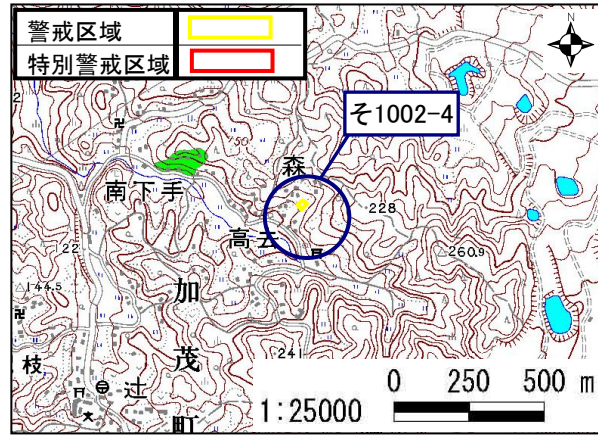 警戒区域
特別警戒区域
N
そ1002-4
森
南下手
高去
228
260.9
22
144.5
加
茂
町
枝
辻
241
0 250 500 m
1:25000